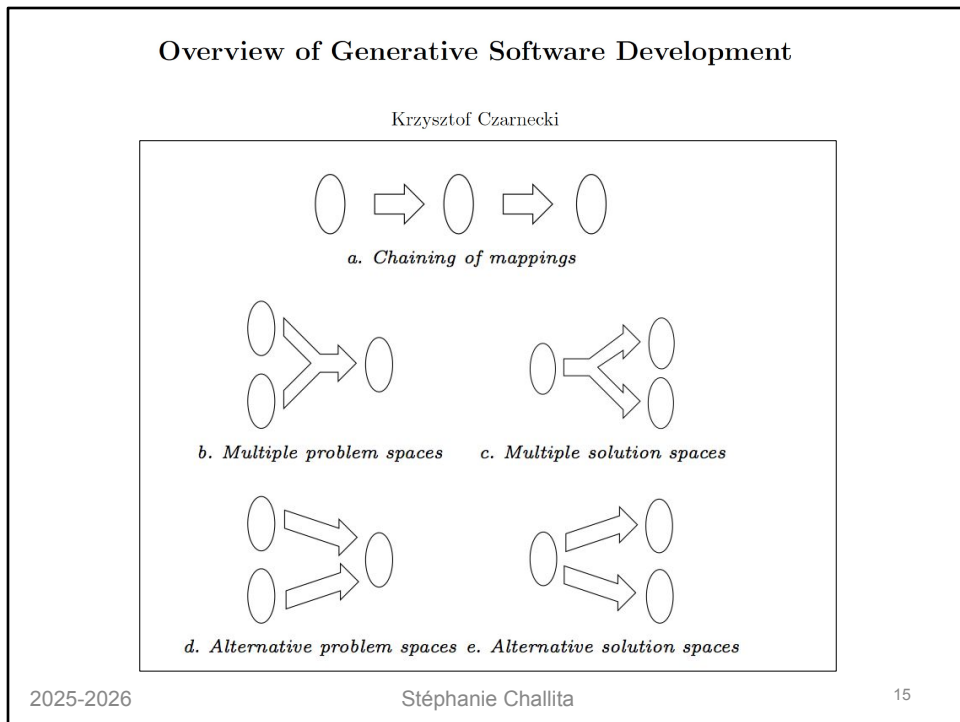 Overview of Generative Software Development
Krzysztof Czarnecki
a. Chaining of mappings
b. Multiple problem spaces c. Multiple solution spaces
d. Alternative problem spaces e. Alternative solution spaces
2025-2026 Stéphanie Challita 15